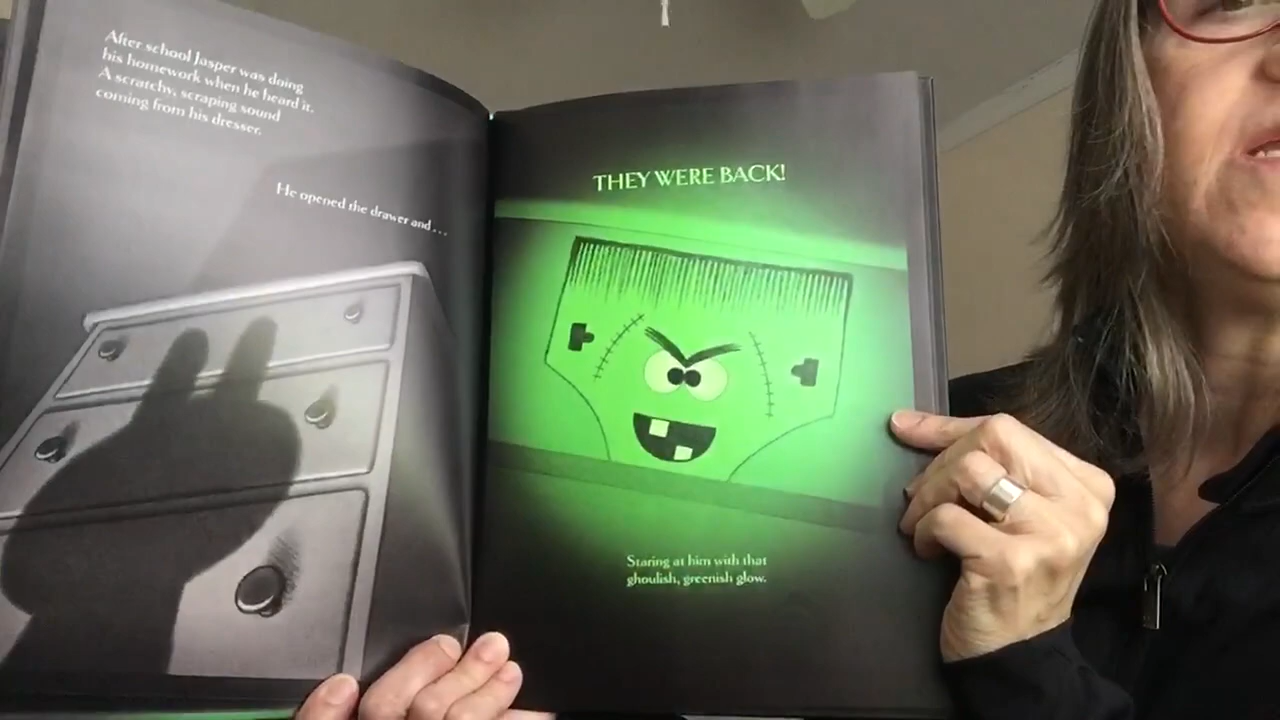 After school Jasper was doing
his homework when he heard it.
A scratchy, scraping sound
coming from his dresser.
He opened the drawer and . . .
THEY WERE BACK!
Staring at him with that
ghoulish, greenish glow.